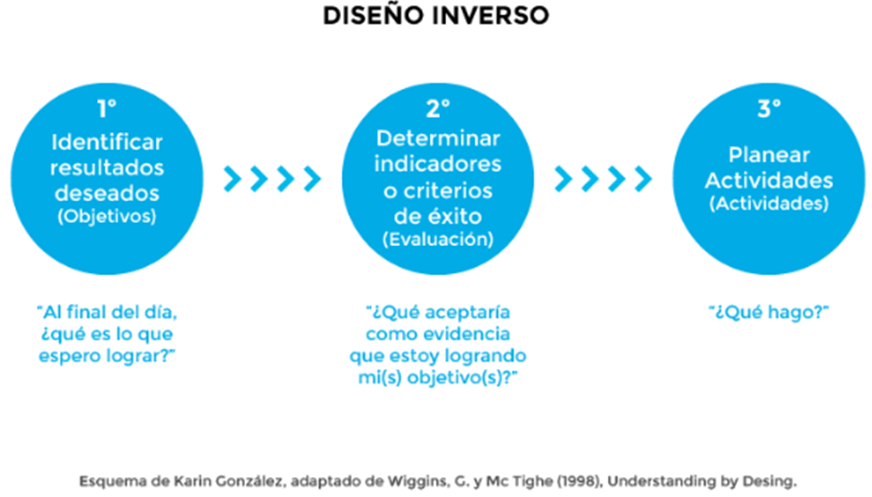 DISEÑO INVERSO
1°
Identificar
resultados
deseados
(Objetivos)
2°
Determinar
indicadores
o criterios
de éxito
(Evaluación)
3°
Planear
Actividades
(Actividades)
“Al final del día,
¿qué es lo que
espero lograr?”
“¿Qué aceptaría
como evidencia
que estoy logrando
mi(s) objetivo(s)?”
“¿Qué hago?”
Esquema de Karin González, adaptado de Wiggins, G. y Mc Tighe (1998), Understanding by Desing.